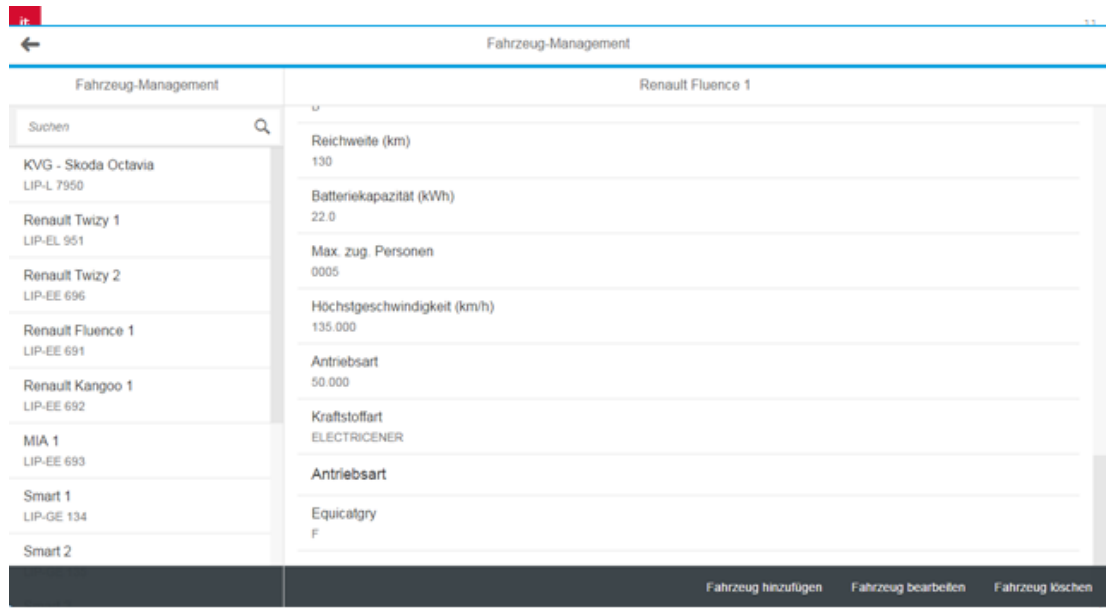 it.
Fahrzeug-Management
Fahrzeug-Management
Renault Fluence 1
Suchen
KVG - Skoda Octavia
LIP-L 7950
Renault Twizy 1
LIP-EL 951
Renault Twizy 2
LIP-EE 696
Renault Fluence 1
LIP-EE 691
Renault Kangoo 1
LIP-EE 692
MIA 1
LIP-EE 693
Smart 1
LIP-GE 134
Smart 2
Reichweite (km)
130
Batteriekapazität (kWh)
22.0
Max. zug. Personen
0005
Höchstgeschwindigkeit (km/h)
135.000
Antriebsart
50.000
Kraftstoffart
ELECTRICENER
Antriebsart
Equicatgry
F
Fahrzeug hinzufügen Fahrzeug bearbeiten Fahrzeug löschen